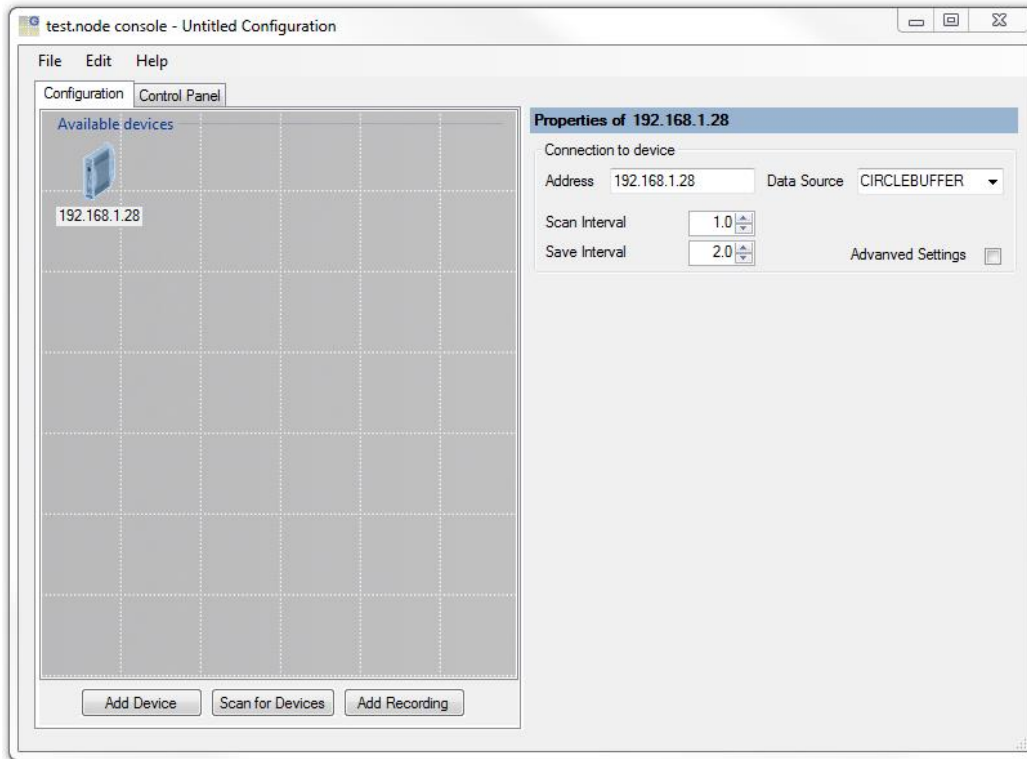 test.node console - Untitled Configuration
File Edit Help
Configuration Control Panel
Available devices
192.168.1.28
Add Device Scan for Devices Add Recording
Properties of 192.168.1.28
Connection to device
Address 192.168.1.28 Data Source CIRCLEBUFFER
Scan Interval 1.0
Save Interval 2.0 Advanved Settings